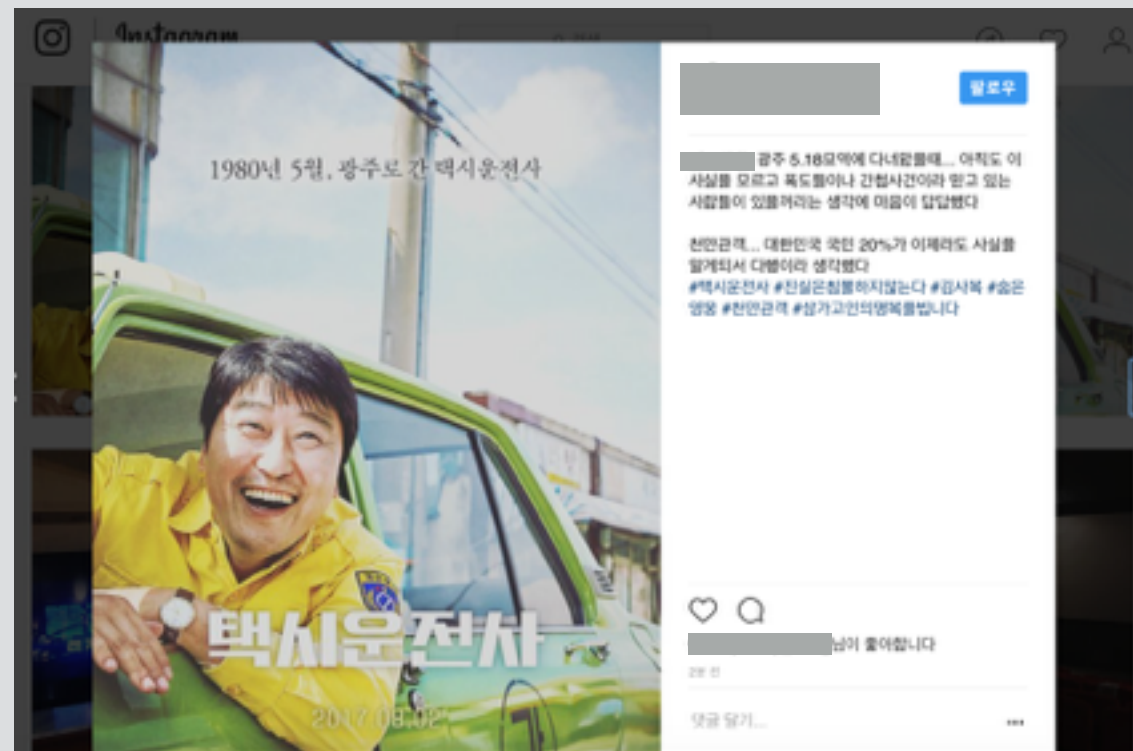 Instagram
검색
1980년 5월, 광주로 간 택시운전사
택시운전사
2017.08.02
팔로우
광주 5.18묘역에 다녀왔을때... 아직도 이
사실을 모르고 폭도들이나 간첩사건이라 믿고 있는
사람들이 있을꺼라는 생각에 마음이 답답했다
천만관객... 대한민국 국민 20%가 이제라도 사실을
알게되서 다행이라 생각했다
#택시운전사 #진실은침몰하지않는다 #김사복 #숨은
영웅 #천만관객 #삼가고인의명복을빕니다
님이 좋아합니다
2분 전
댓글 달기...